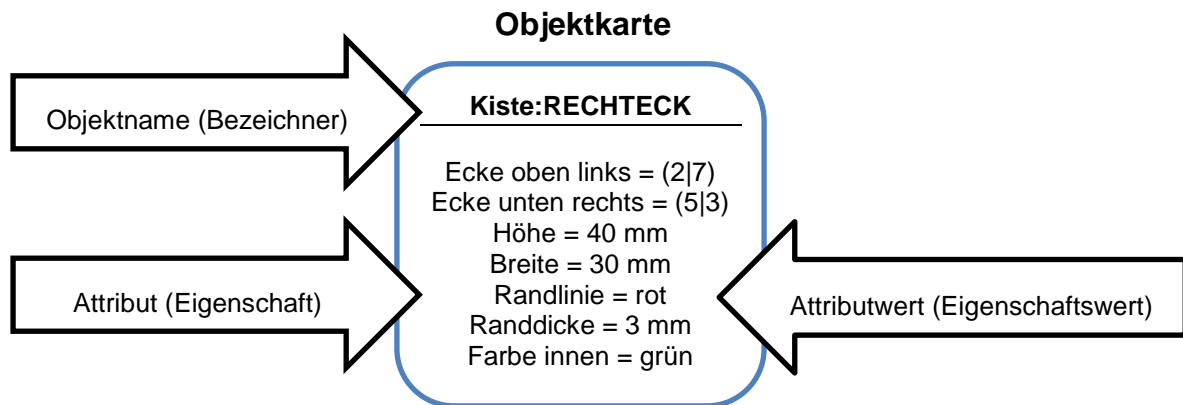 Objektkarte
Objektname (Bezeichner)
Kiste:RECHTECK
Ecke oben links = (2|7)
Ecke unten rechts = (5|3)
Höhe = 40 mm
Breite = 30 mm
Randlinie = rot
Randdicke = 3 mm
Farbe innen = grün
Attribut (Eigenschaft)
Attributwert (Eigenschaftswert)